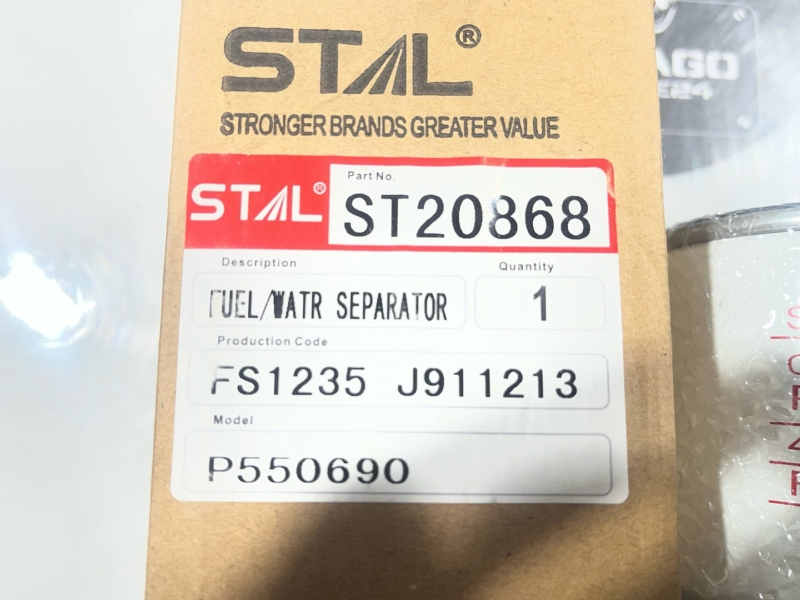 STAL®
STRONGER BRANDS GREATER VALUE
STAL®
Part No.
ST20868
Description
Quantity
FUEL/WATR SEPARATOR
1
Production Code
FS1235 J911213
Model
P550690